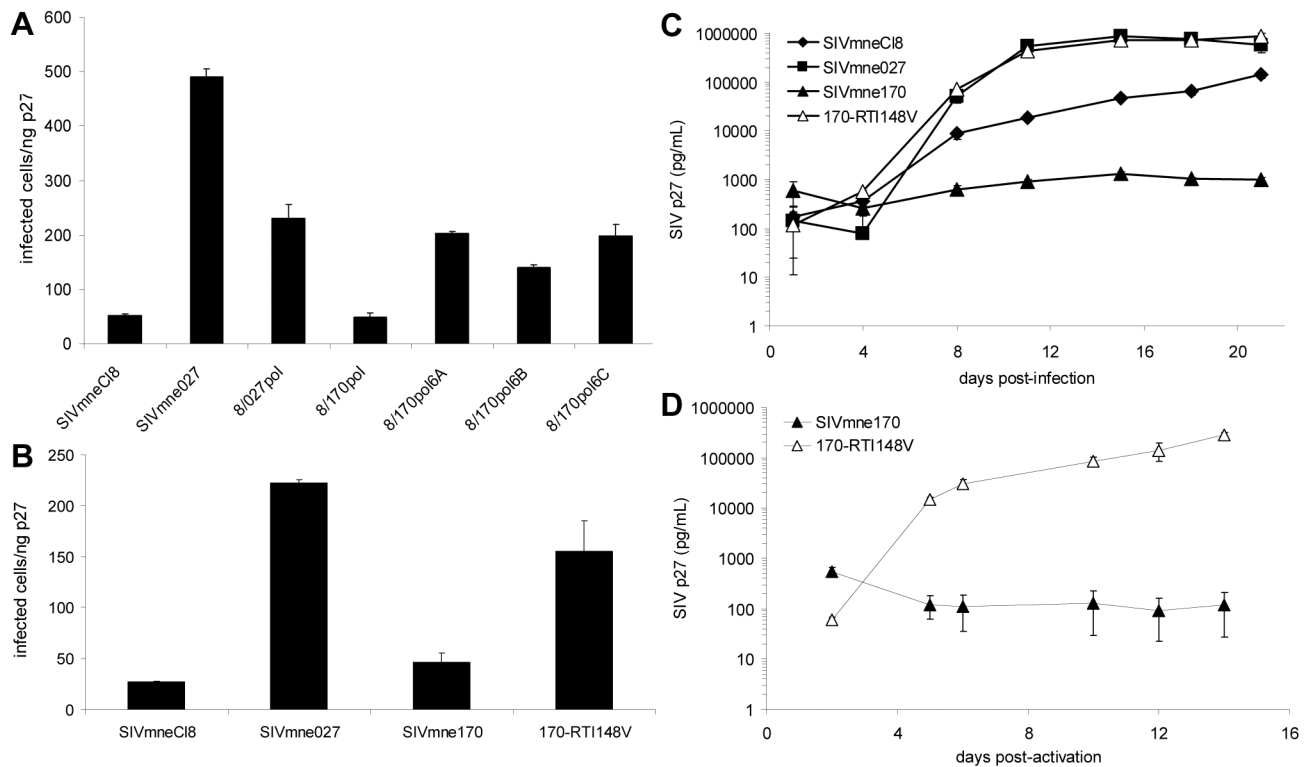 A
600
500
400
300
200
100
0
infected cells/ng p27
SIVmneCl8
SIVmne027
8/027pol
8/170pol
8/170pol6A
8/170pol6B
8/170pol6C
B
250
200
150
100
50
0
infected cells/ng p27
SIVmneCl8
SIVmne027
SIVmne170
170-RTI148V
C
SIVmneCl8
SIVmne027
SIVmne170
170-RTI148V
1000000
100000
10000
1000
100
10
1
SIV p27 (pg/mL)
0 4 8 12 16 20
days post-infection
D
SIVmne170
170-RTI148V
1000000
100000
10000
1000
100
10
1
SIV p27 (pg/mL)
0 4 8 12 16
days post-activation